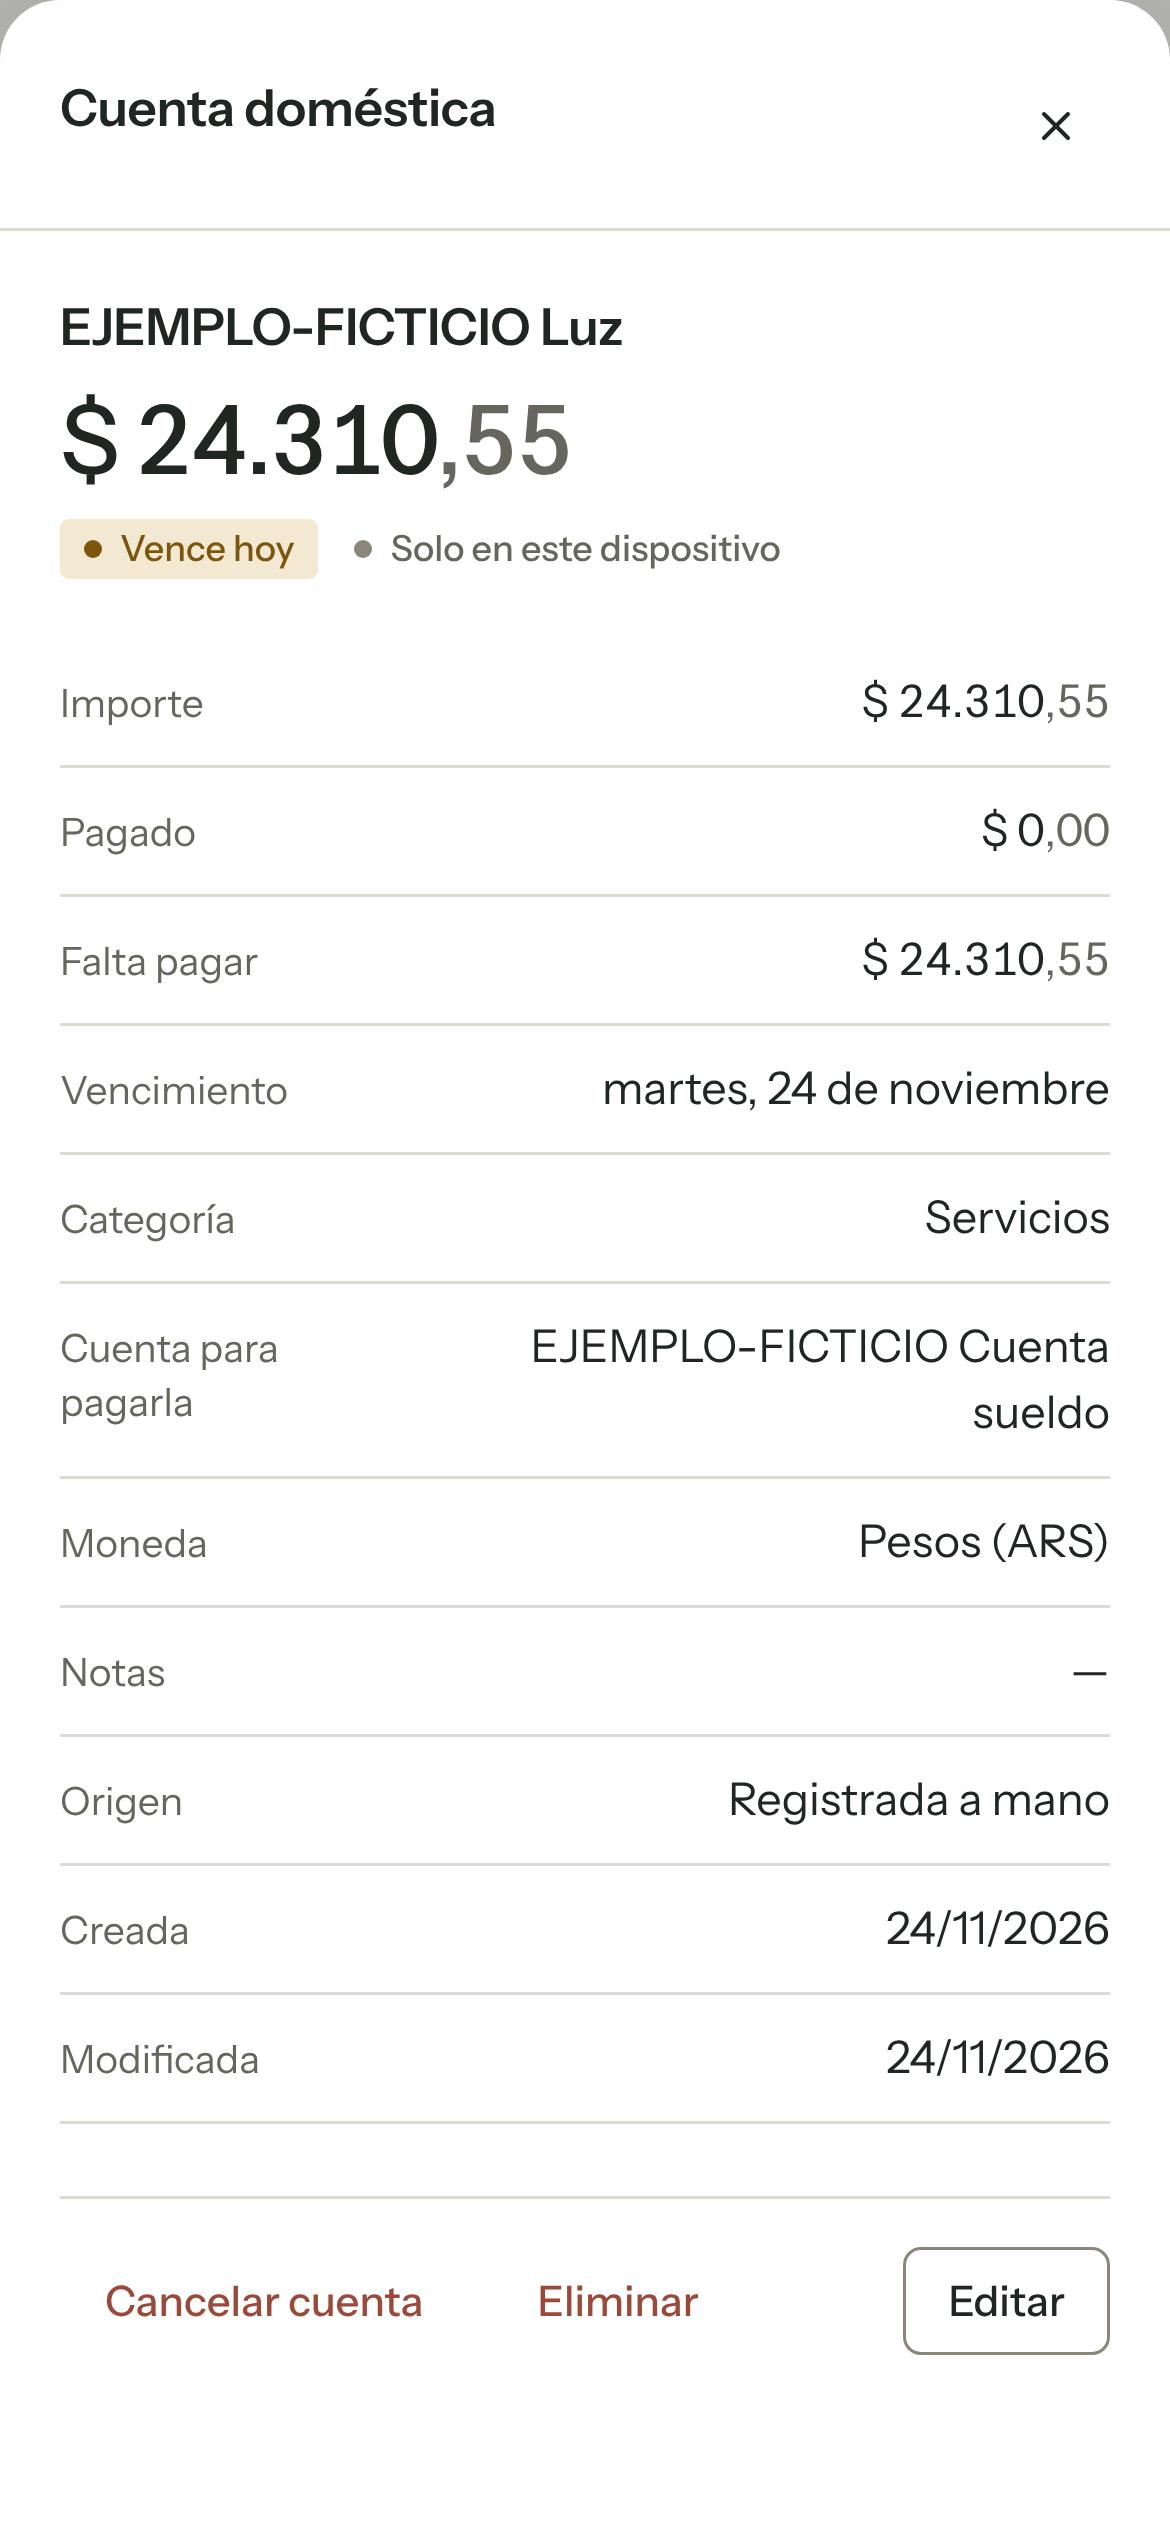 Cuenta doméstica
EJEMPLO-FICTICIO Luz
$ 24.310,55
Vence hoy Solo en este dispositivo
Importe $ 24.310,55
Pagado $ 0,00
Falta pagar $ 24.310,55
Vencimiento martes, 24 de noviembre
Categoría Servicios
Cuenta para EJEMPLO-FICTICIO Cuenta
pagarla sueldo
Moneda Pesos (ARS)
Notas —
Origen Registrada a mano
Creada 24/11/2026
Modificada 24/11/2026
Cancelar cuenta Eliminar Editar